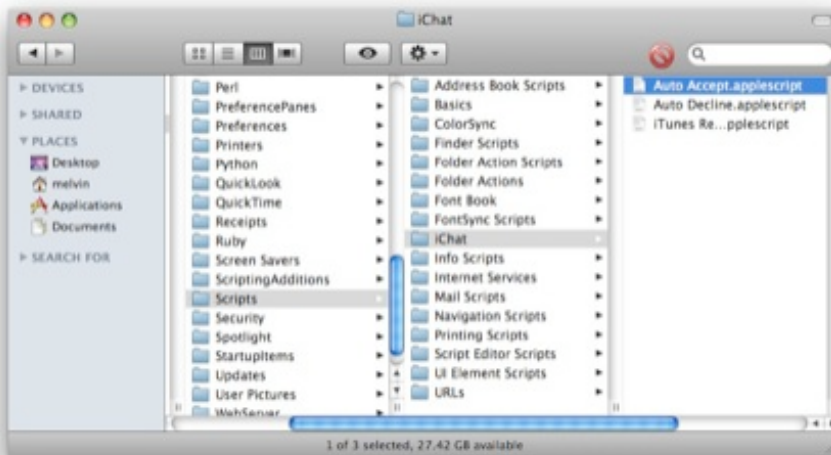 iChat
DEVICES
SHARED
PLACES
Desktop
melvin
Applications
Documents
SEARCH FOR
Perl
PreferencePanes
Preferences
Printers
Python
QuickLook
QuickTime
Receipts
Ruby
Screen Savers
ScriptingAdditions
Scripts
Security
Spotlight
StartupItems
Updates
User Pictures
WebServer
Address Book Scripts
Basics
ColorSync
Finder Scripts
Folder Action Scripts
Folder Actions
Font Book
FontSync Scripts
iChat
Info Scripts
Internet Services
Mail Scripts
Navigation Scripts
Printing Scripts
Script Editor Scripts
UI Element Scripts
URLs
Auto Accept.applescript
Auto Decline.applescript
iTunes Re...pplescript
1 of 3 selected, 27.42 GB available